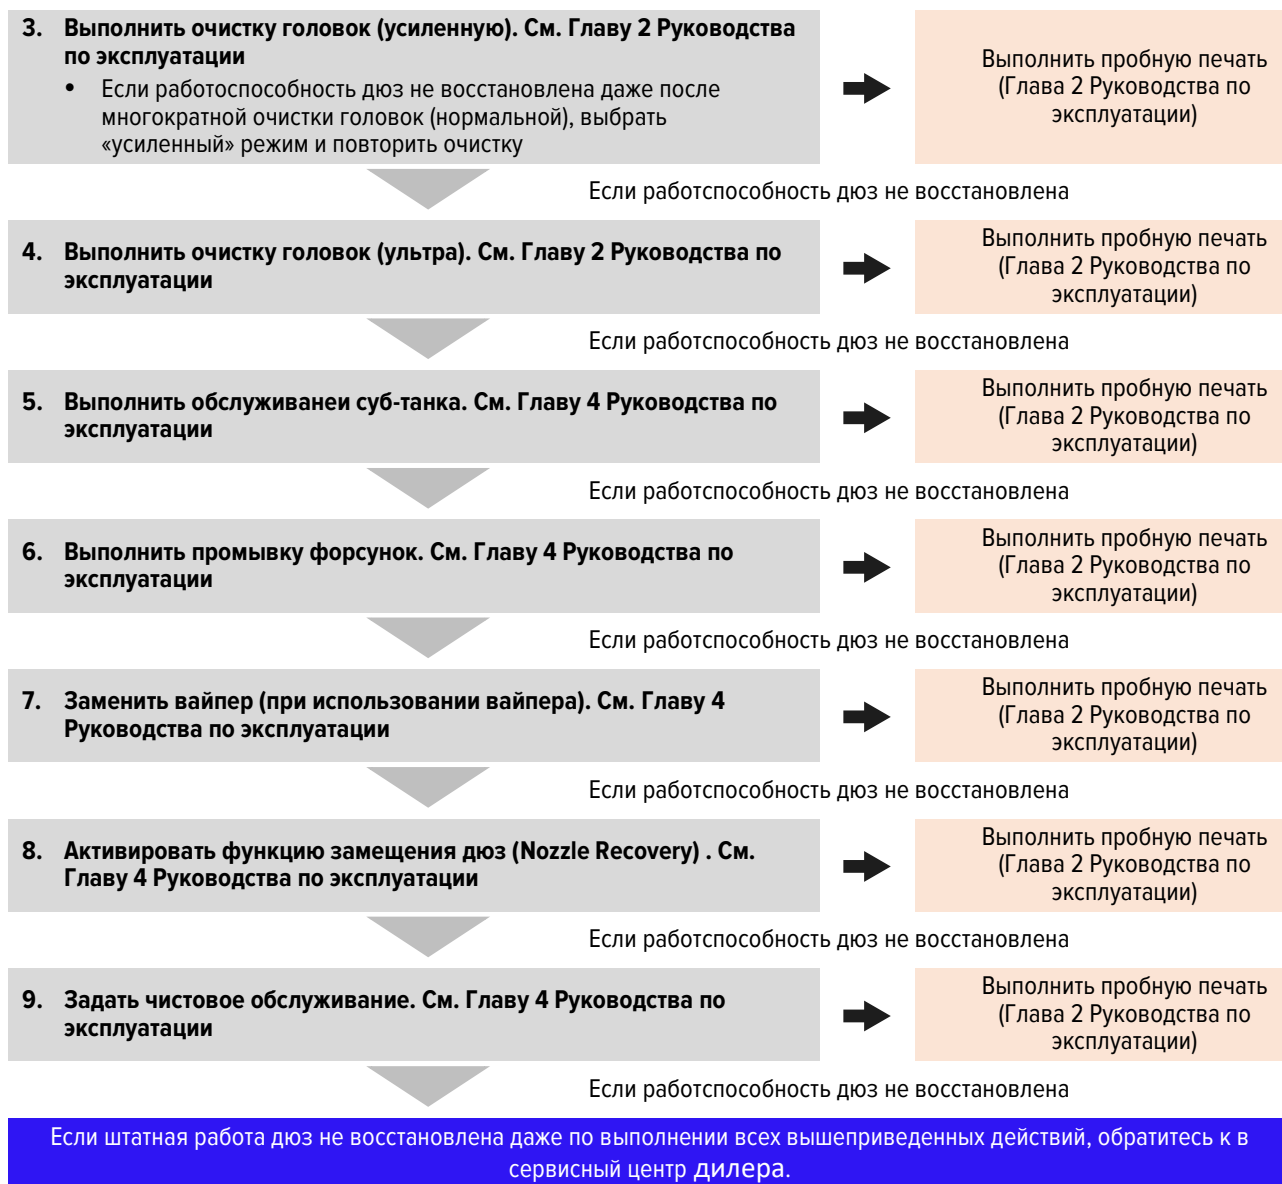 3. Выполнить очистку головок (усиленную). См. Главу 2 Руководства
по эксплуатации
• Если работоспособность дюз не восстановлена даже после
многократной очистки головок (нормальной), выбрать
«усиленный» режим и повторить очистку
Выполнить пробную печать
(Глава 2 Руководства по
эксплуатации)
Если работспособность дюз не восстановлена
4. Выполнить очистку головок (ультра). См. Главу 2 Руководства по
эксплуатации
Выполнить пробную печать
(Глава 2 Руководства по
эксплуатации)
Если работспособность дюз не восстановлена
5. Выполнить обслуживанеи суб-танка. См. Главу 4 Руководства по
эксплуатации
Выполнить пробную печать
(Глава 2 Руководства по
эксплуатации)
Если работспособность дюз не восстановлена
6. Выполнить промывку форсунок. См. Главу 4 Руководства по
эксплуатации
Выполнить пробную печать
(Глава 2 Руководства по
эксплуатации)
Если работспособность дюз не восстановлена
7. Заменить вайпер (при использовании вайпера). См. Главу 4
Руководства по эксплуатации
Выполнить пробную печать
(Глава 2 Руководства по
эксплуатации)
Если работспособность дюз не восстановлена
8. Активировать функцию замещения дюз (Nozzle Recovery) . См.
Главу 4 Руководства по эксплуатации
Выполнить пробную печать
(Глава 2 Руководства по
эксплуатации)
Если работспособность дюз не восстановлена
9. Задать чистовое обслуживание. См. Главу 4 Руководства по
эксплуатации
Выполнить пробную печать
(Глава 2 Руководства по
эксплуатации)
Если работспособность дюз не восстановлена
Если штатная работа дюз не восстановлена даже по выполнении всех вышеприведенных действий, обратитесь к в
сервисный центр дилера.